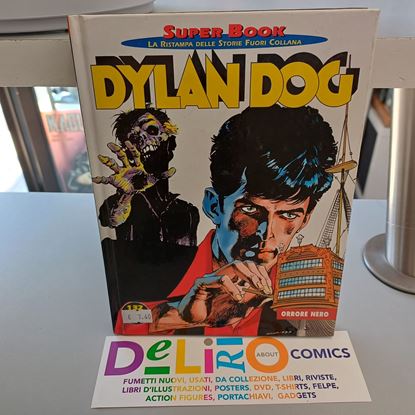 SUPER BOOK
LA RISTAMPA DELLE STORIE FUORI COLLANA
DYLAN DOG
€ 7.40
ORRORE NERO
DeLiRiO ABOUT COMICS
FUMETTI NUOVI, USATI, DA COLLEZIONE, LIBRI, RIVISTE,
LIBRI D'ILLUSTRAZIONI, POSTERS, DVD, T-SHIRTS, FELPE,
ACTION FIGURES, PORTACHIAVI, GADGETS